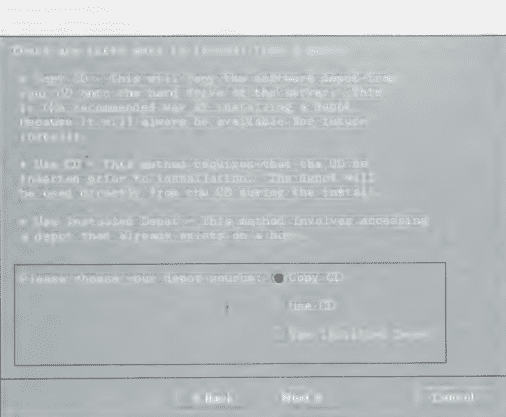 There are three ways to install from a depot:
* Copy CD - This will copy the software depot from
the CD onto the hard drive of the server. This
is the recommended way of installing a depot
because it will always be available for future
installs.
* Use CD - This method requires that the CD be
inserted prior to installation. The depot will
be used directly from the CD during the install.
* Use Installed Depot - This method involves accessing
a depot that already exists on a
Please choose your depot source:
Copy CD
Use CD
Use Installed Depot
< Back
Next >
Cancel